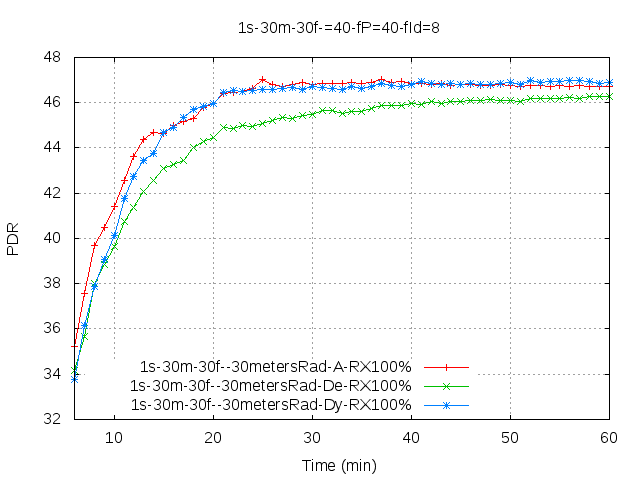 1s-30m-30f-=40-fP=40-fId=8
48
46
44
42
40
38
36
34
32
PDR
1s-30m-30f--30metersRad-A-RX100%
1s-30m-30f--30metersRad-De-RX100%
1s-30m-30f--30metersRad-Dy-RX100%
10 20 30 40 50 60
Time (min)